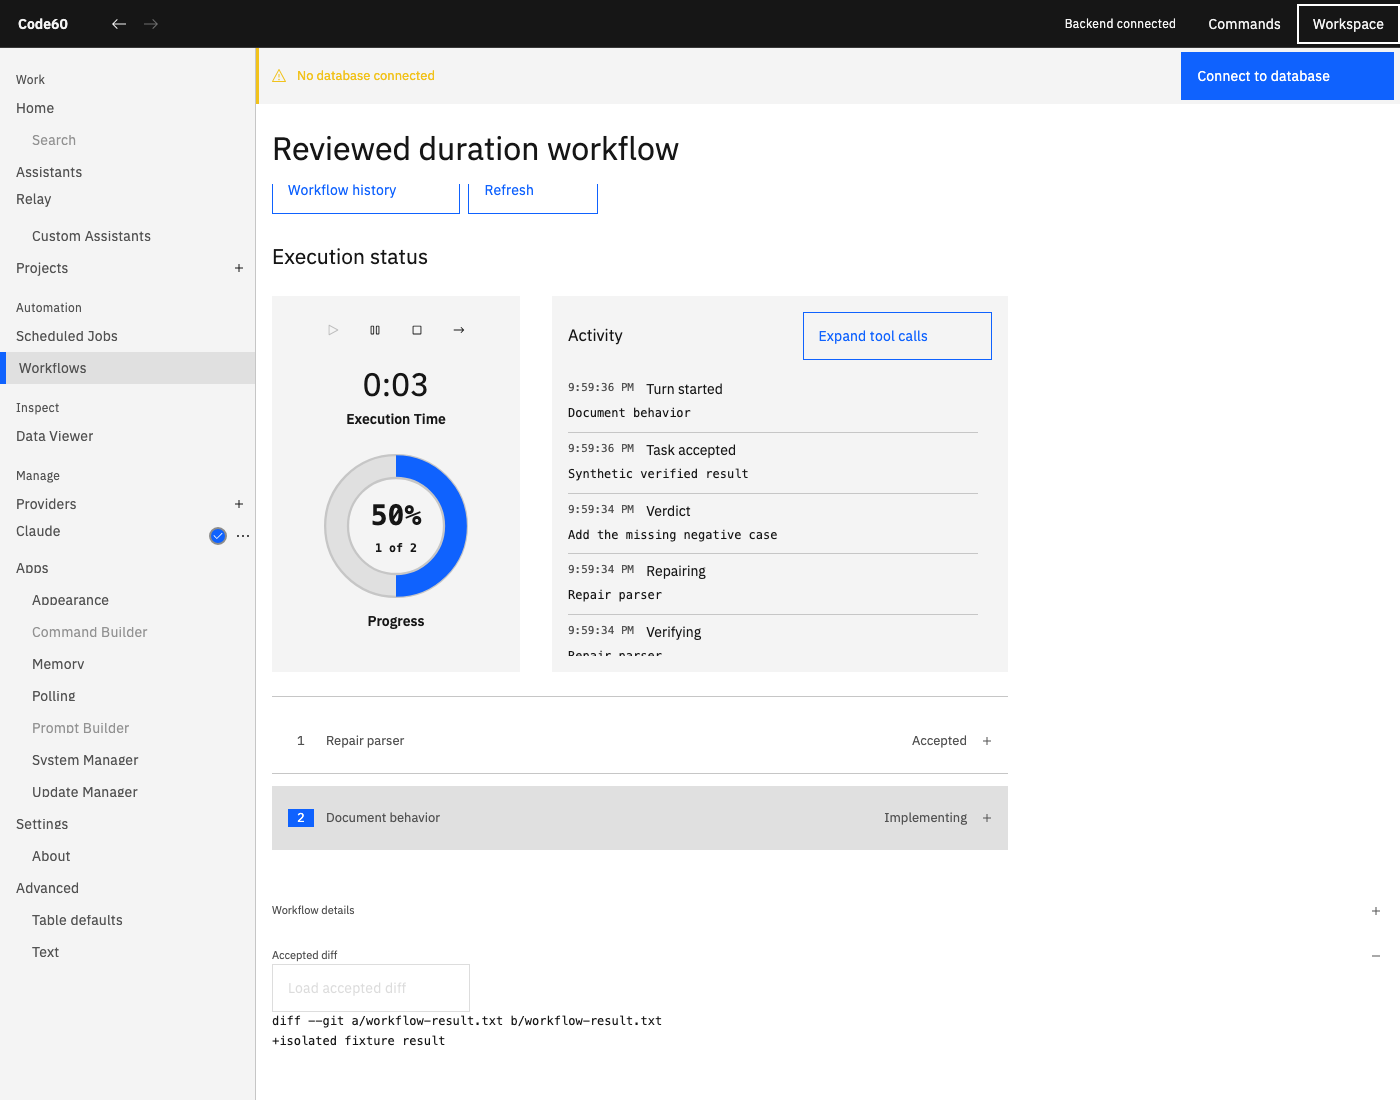 Code60
Backend connected
Commands
Workspace
Work
Home
Search
Assistants
Relay
Custom Assistants
Projects
Automation
Scheduled Jobs
Workflows
Inspect
Data Viewer
Manage
Providers
Claude
Apps
Appearance
Command Builder
Memory
Polling
Prompt Builder
System Manager
Update Manager
Settings
About
Advanced
Table defaults
Text
No database connected
Connect to database
Reviewed duration workflow
Workflow history
Refresh
Execution status
0:03
Execution Time
50%
1 of 2
Progress
Activity
Expand tool calls
9:59:36 PM Turn started
Document behavior
9:59:36 PM Task accepted
Synthetic verified result
9:59:34 PM Verdict
Add the missing negative case
9:59:34 PM Repairing
Repair parser
9:59:34 PM Verifying
Repair parser
1 Repair parser Accepted
2 Document behavior Implementing
Workflow details
Accepted diff
Load accepted diff
diff --git a/workflow-result.txt b/workflow-result.txt
+isolated fixture result